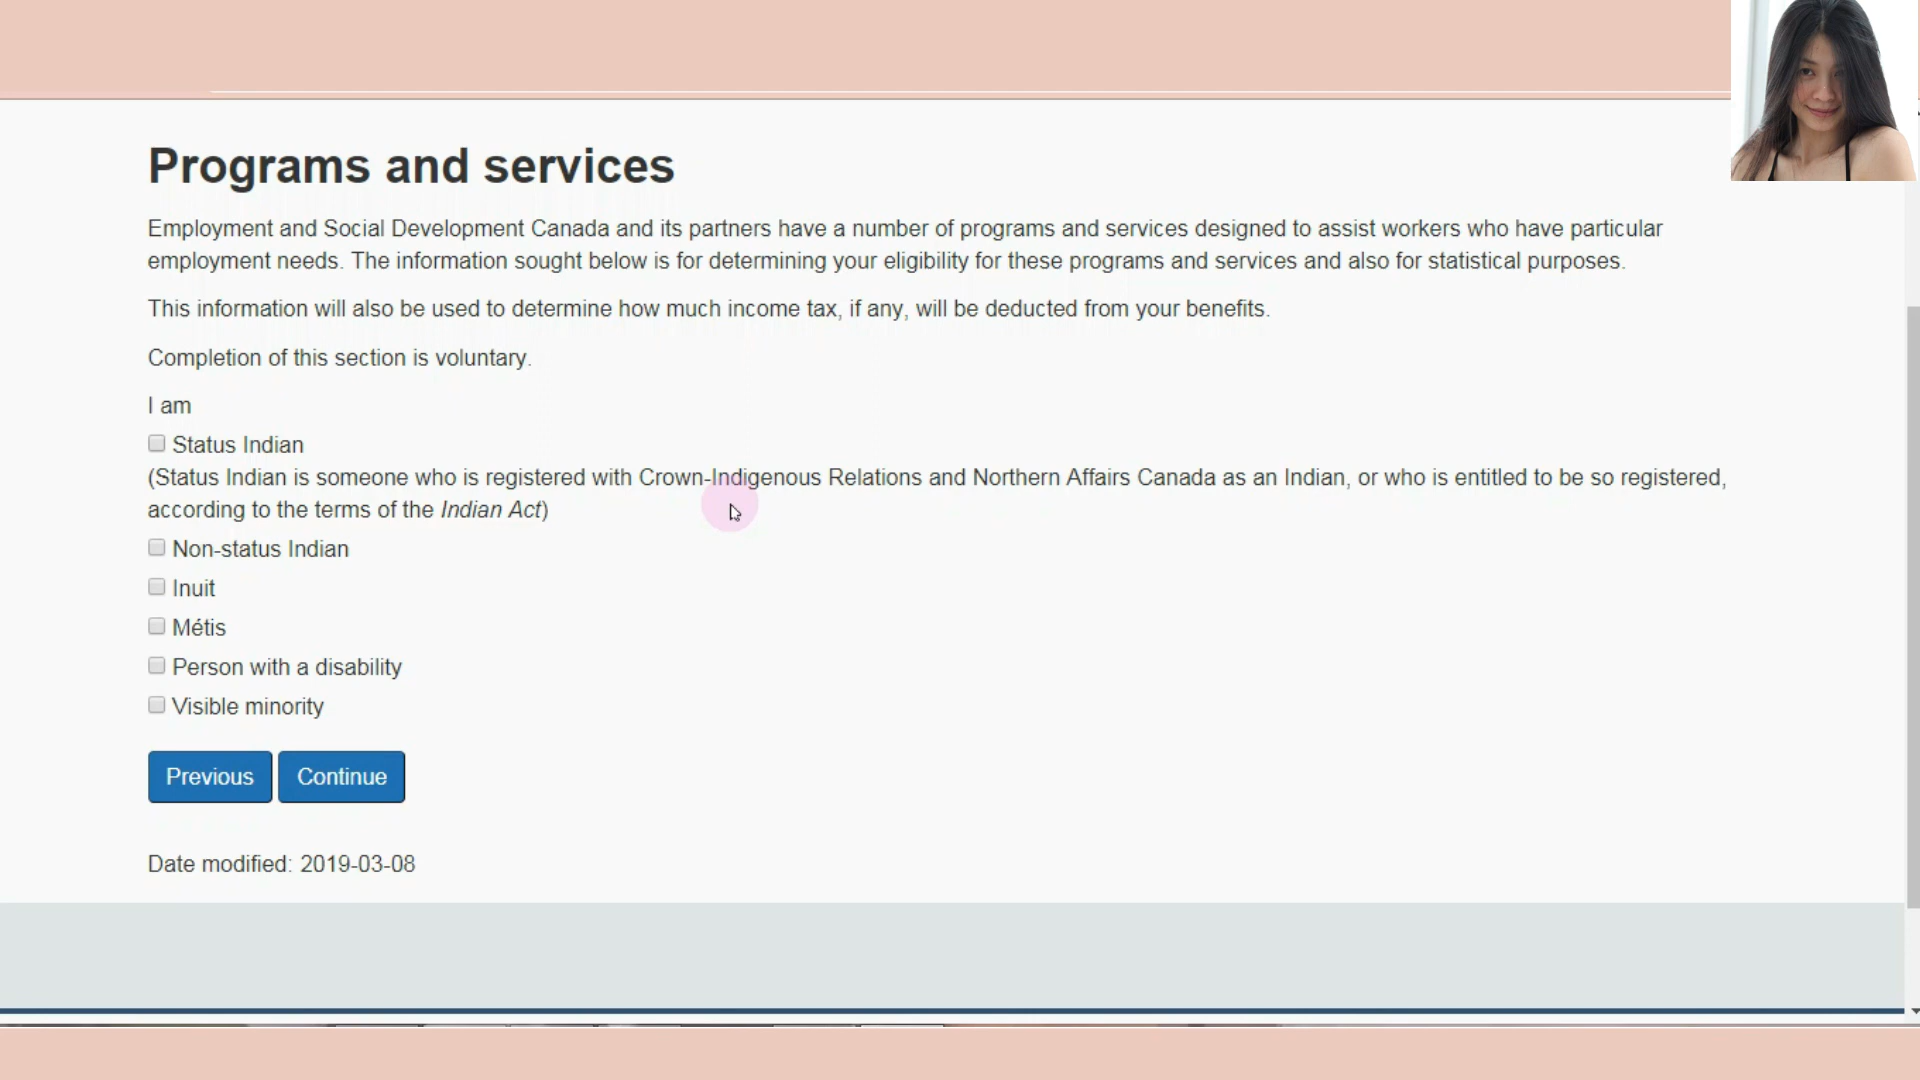 Programs and services
Employment and Social Development Canada and its partners have a number of programs and services designed to assist workers who have particular
employment needs. The information sought below is for determining your eligibility for these programs and services and also for statistical purposes.
This information will also be used to determine how much income tax, if any, will be deducted from your benefits.
Completion of this section is voluntary.
I am
Status Indian
(Status Indian is someone who is registered with Crown-Indigenous Relations and Northern Affairs Canada as an Indian, or who is entitled to be so registered,
according to the terms of the Indian Act)
Non-status Indian
Inuit
Métis
Person with a disability
Visible minority
Previous Continue
Date modified: 2019-03-08